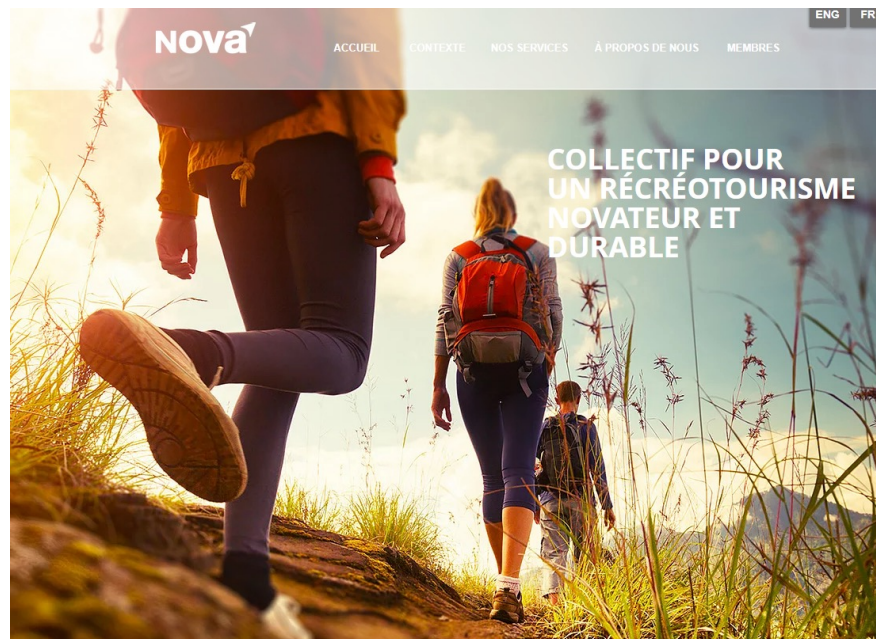 ENG FR
NOVA
ACCUEIL CONTEXTE NOS SERVICES À PROPOS DE NOUS MEMBRES
COLLECTIF POUR
UN RÉCRÉOTOURISME
NOVATEUR ET
DURABLE